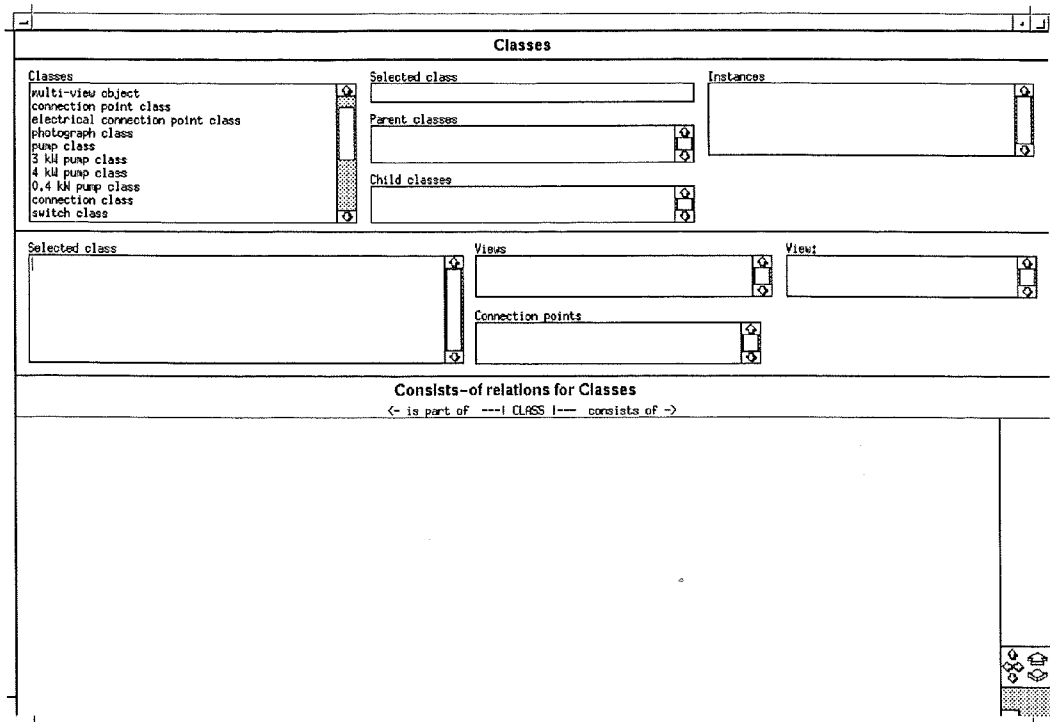 Classes
Classes
multi-view object
connection point class
electrical connection point class
photograph class
pump class
3 kW pump class
4 kW pump class
0.4 kW pump class
connection class
switch class
Selected class
Parent classes
Child classes
Instances
Selected class
Views
View:
Connection points
Consists-of relations for Classes
<- is part of ---| CLASS |--- consists of ->